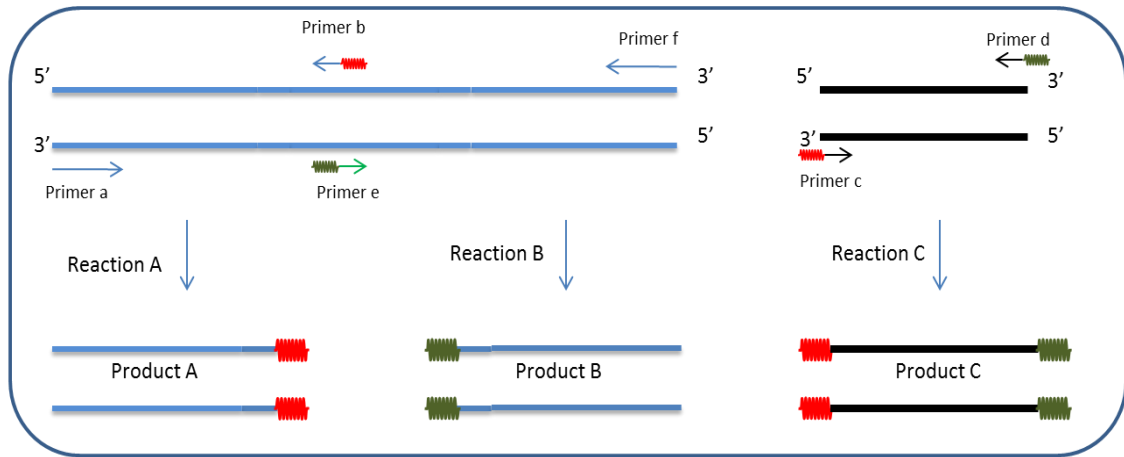 Primer b
Primer f
Primer d
5’
3’
5’
3’
3’
5’
3’
5’
Primer a
Primer e
Primer c
Reaction A
Reaction B
Reaction C
Product A
Product B
Product C